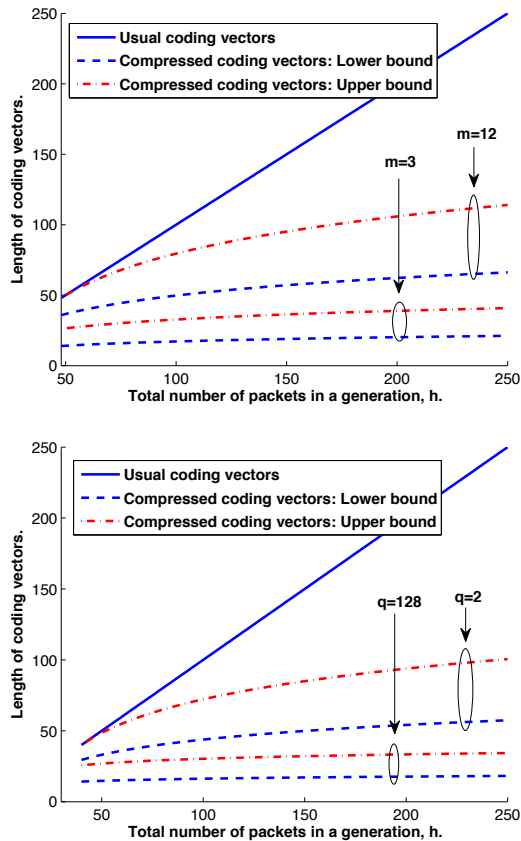 250
200
150
100
50
0
Length of coding vectors.
Usual coding vectors
Compressed coding vectors: Lower bound
Compressed coding vectors: Upper bound
m=12
m=3
50
100
150
200
250
Total number of packets in a generation, h.
250
200
150
100
50
0
Length of coding vectors.
Usual coding vectors
Compressed coding vectors: Lower bound
Compressed coding vectors: Upper bound
q=128
q=2
50
100
150
200
250
Total number of packets in a generation, h.